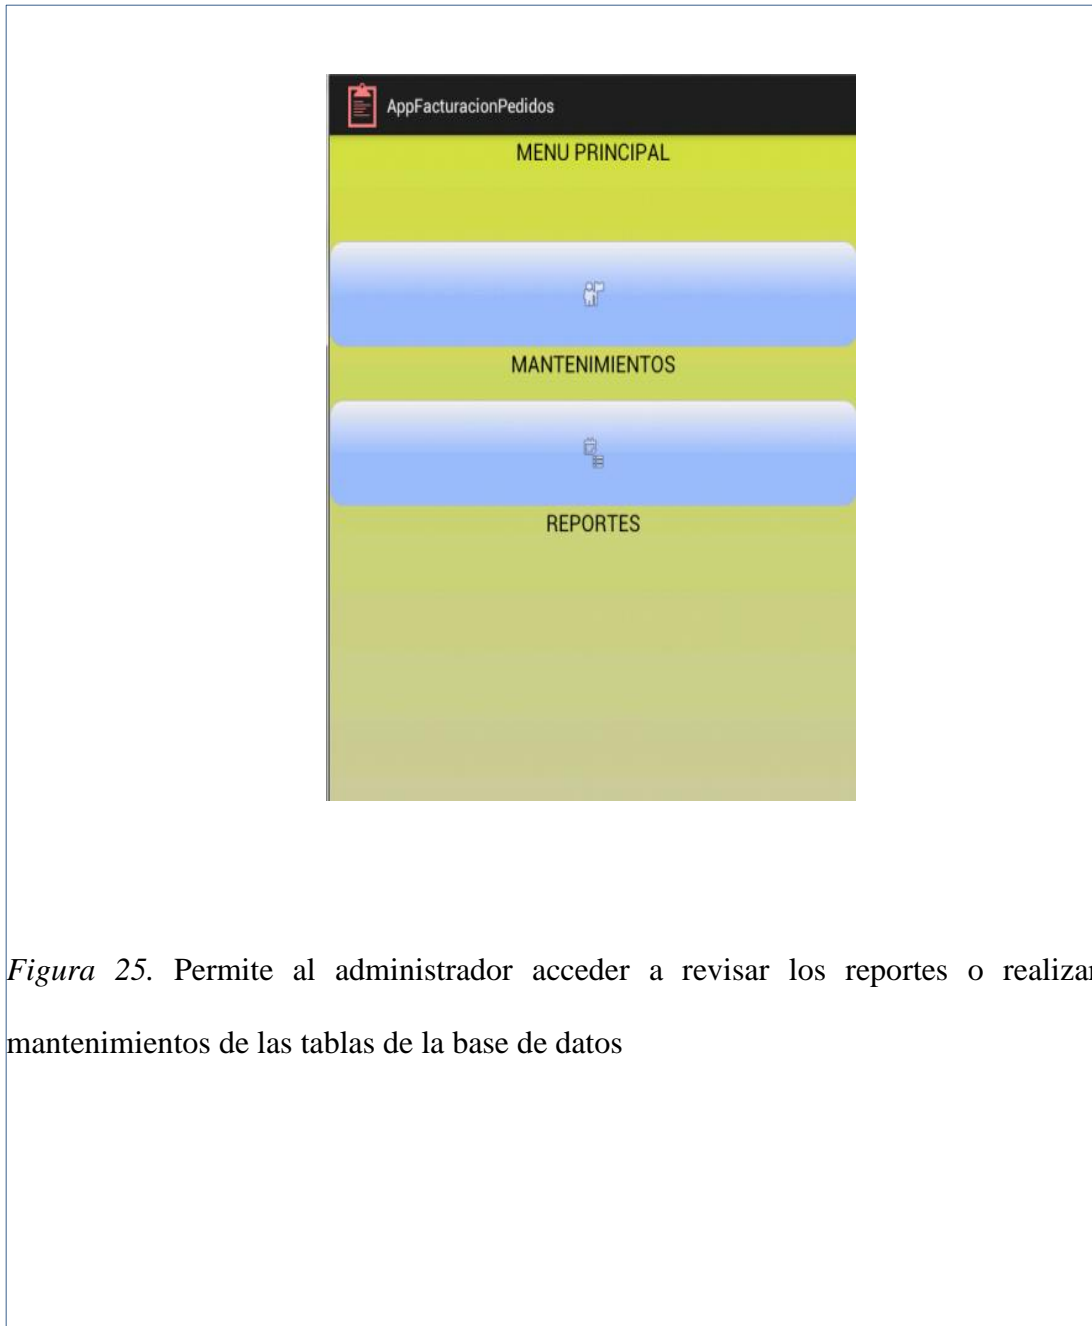 AppFacturacionPedidos
MENU PRINCIPAL
MANTENIMIENTOS
REPORTES
Figura 25. Permite al administrador acceder a revisar los reportes o realizar
mantenimientos de las tablas de la base de datos